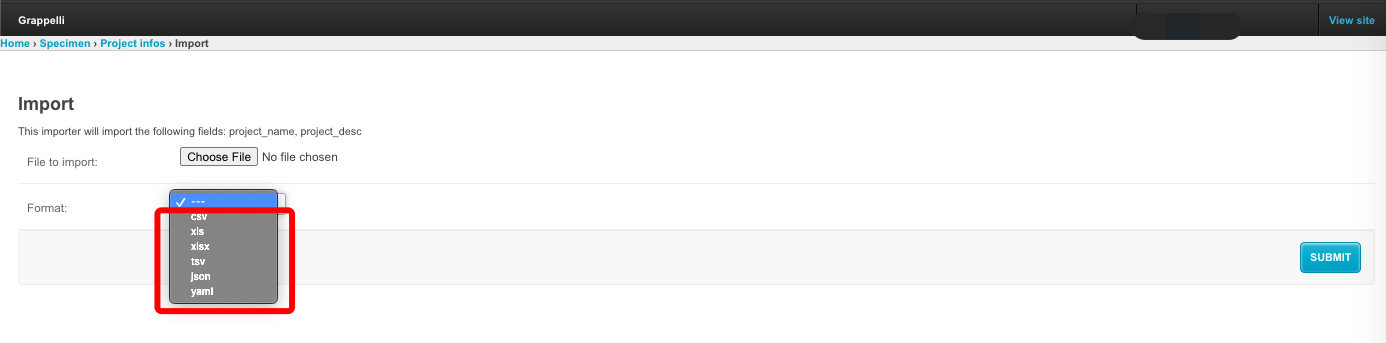 Grappelli
View site
Home › Specimen › Project infos › Import
Import
This importer will import the following fields: project_name, project_desc
File to import:
Choose File No file chosen
Format:
---
csv
xls
xlsx
tsv
json
yaml
SUBMIT